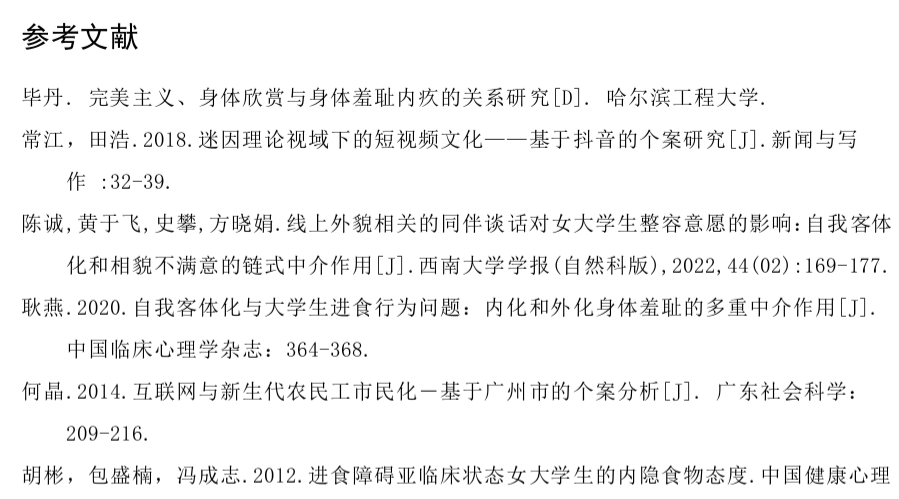 参考文献
毕丹. 完美主义、身体欣赏与身体羞耻内疚的关系研究[D]. 哈尔滨工程大学.
常江，田浩.2018.迷因理论视域下的短视频文化——基于抖音的个案研究[J].新闻与写
作 :32-39.
陈诚,黄于飞,史攀,方晓娟.线上外貌相关的同伴谈话对女大学生整容意愿的影响:自我客体
化和相貌不满意的链式中介作用[J].西南大学学报(自然科版),2022,44(02):169-177.
耿燕.2020.自我客体化与大学生进食行为问题：内化和外化身体羞耻的多重中介作用[J].
中国临床心理学杂志：364-368.
何晶.2014.互联网与新生代农民工市民化－基于广州市的个案分析[J]. 广东社会科学：
209-216.
胡彬，包盛楠，冯成志.2012.进食障碍亚临床状态女大学生的内隐食物态度.中国健康心理